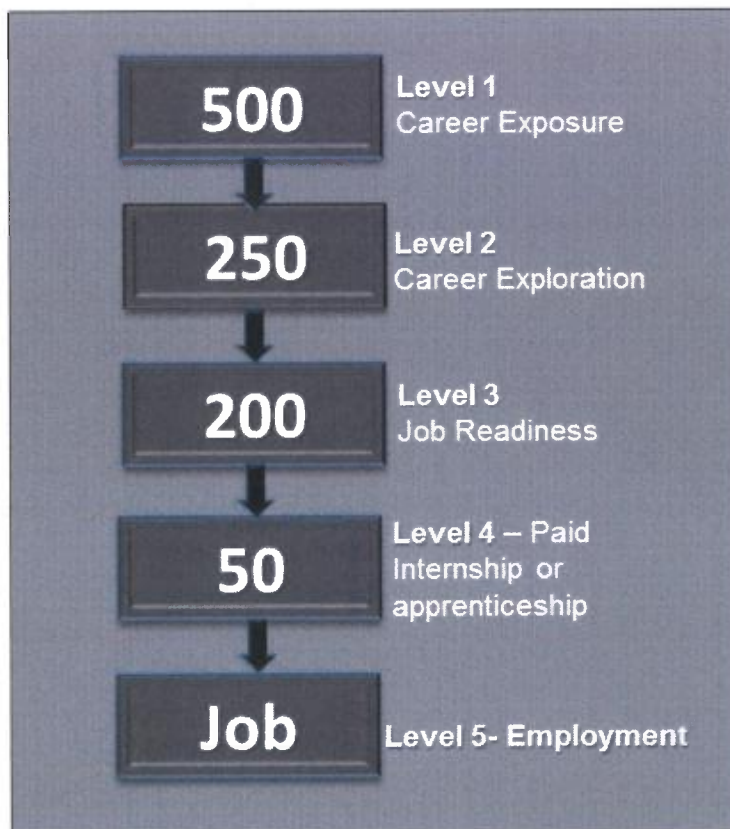 500
Level 1
Career Exposure
250
Level 2
Career Exploration
200
Level 3
Job Readiness
50
Level 4 – Paid
Internship or
apprenticeship
Job
Level 5- Employment